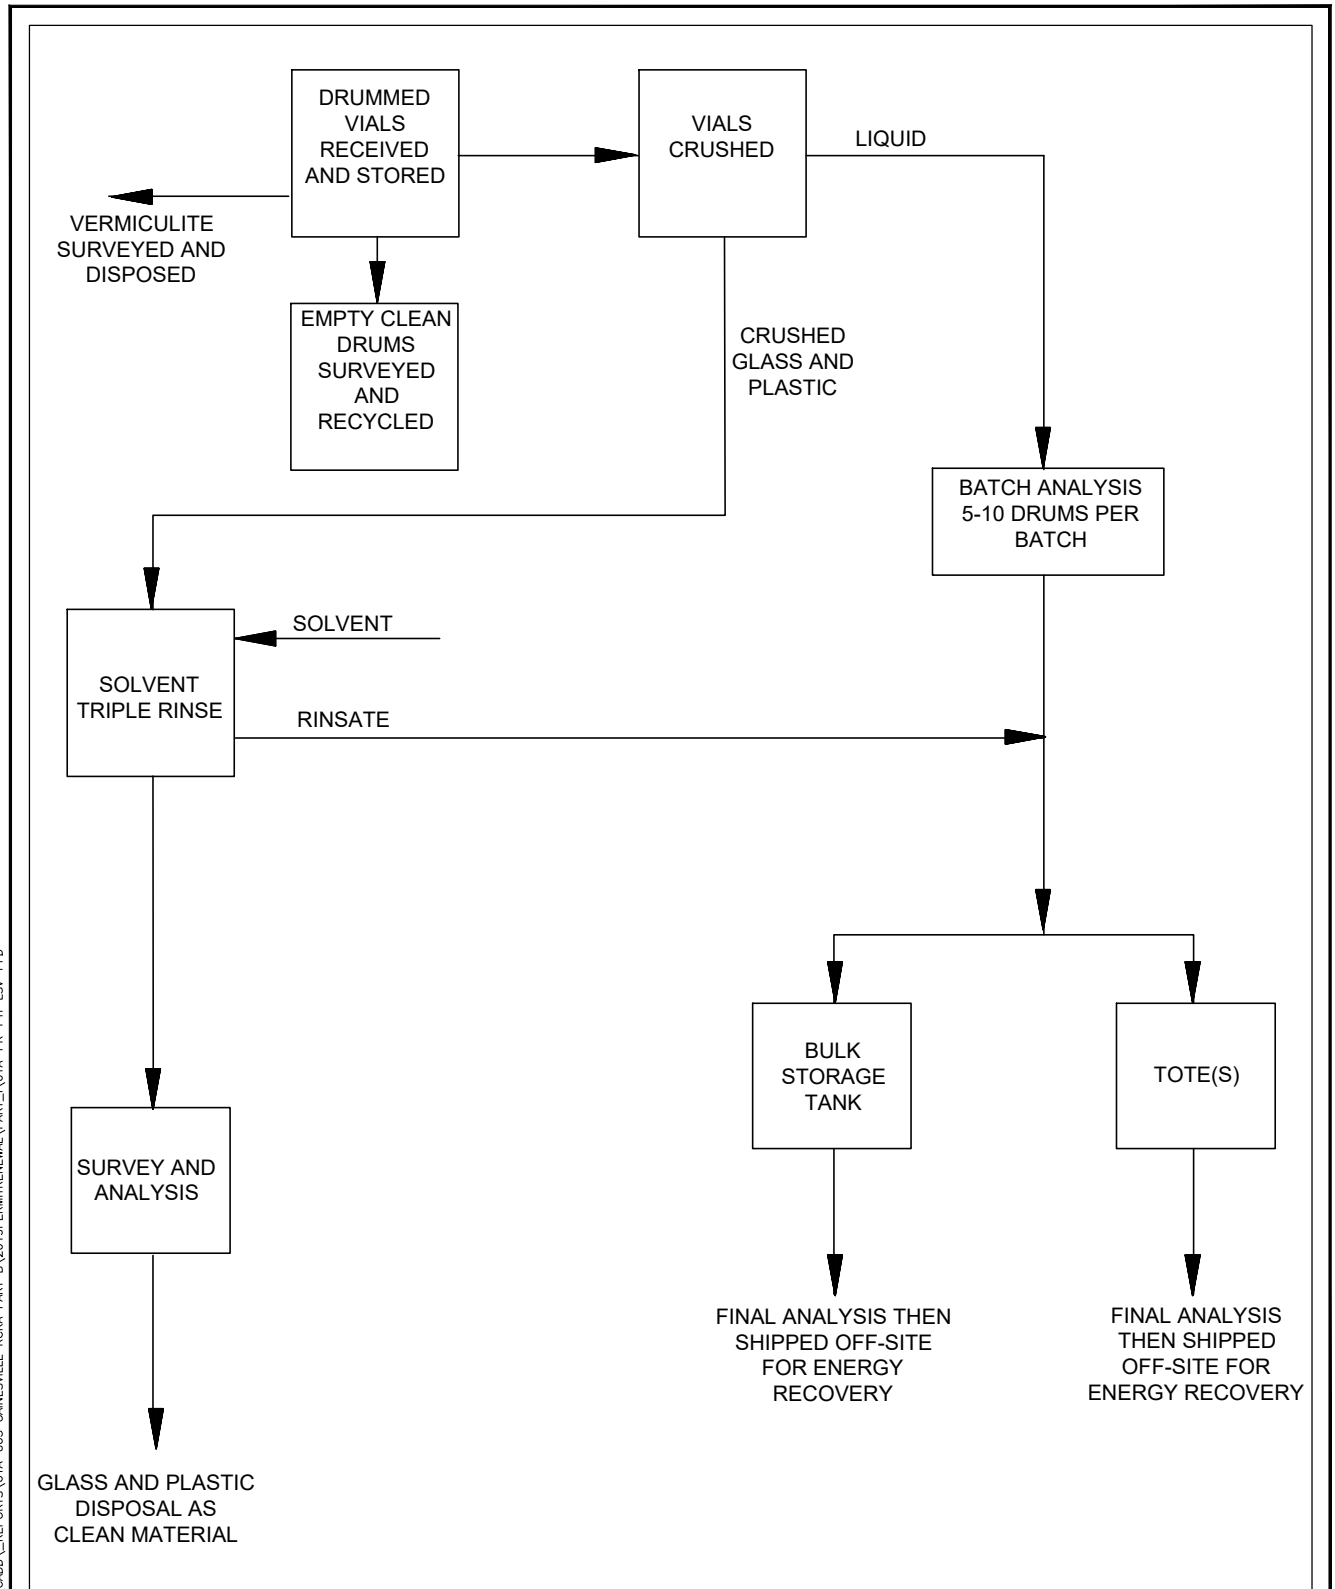 DRUMMED
VIALS
RECEIVED
AND STORED
VIALS
CRUSHED
LIQUID
VERMICULITE
SURVEYED AND
DISPOSED
EMPTY CLEAN
DRUMS
SURVEYED
AND
RECYCLED
CRUSHED
GLASS AND
PLASTIC
BATCH ANALYSIS
5-10 DRUMS PER
BATCH
SOLVENT
SOLVENT
TRIPLE RINSE
RINSATE
BULK
STORAGE
TANK
TOTE(S)
SURVEY AND
ANALYSIS
FINAL ANALYSIS THEN
SHIPPED OFF-SITE
FOR ENERGY
RECOVERY
FINAL ANALYSIS
THEN SHIPPED
OFF-SITE FOR
ENERGY RECOVERY
GLASS AND PLASTIC
DISPOSAL AS
CLEAN MATERIAL